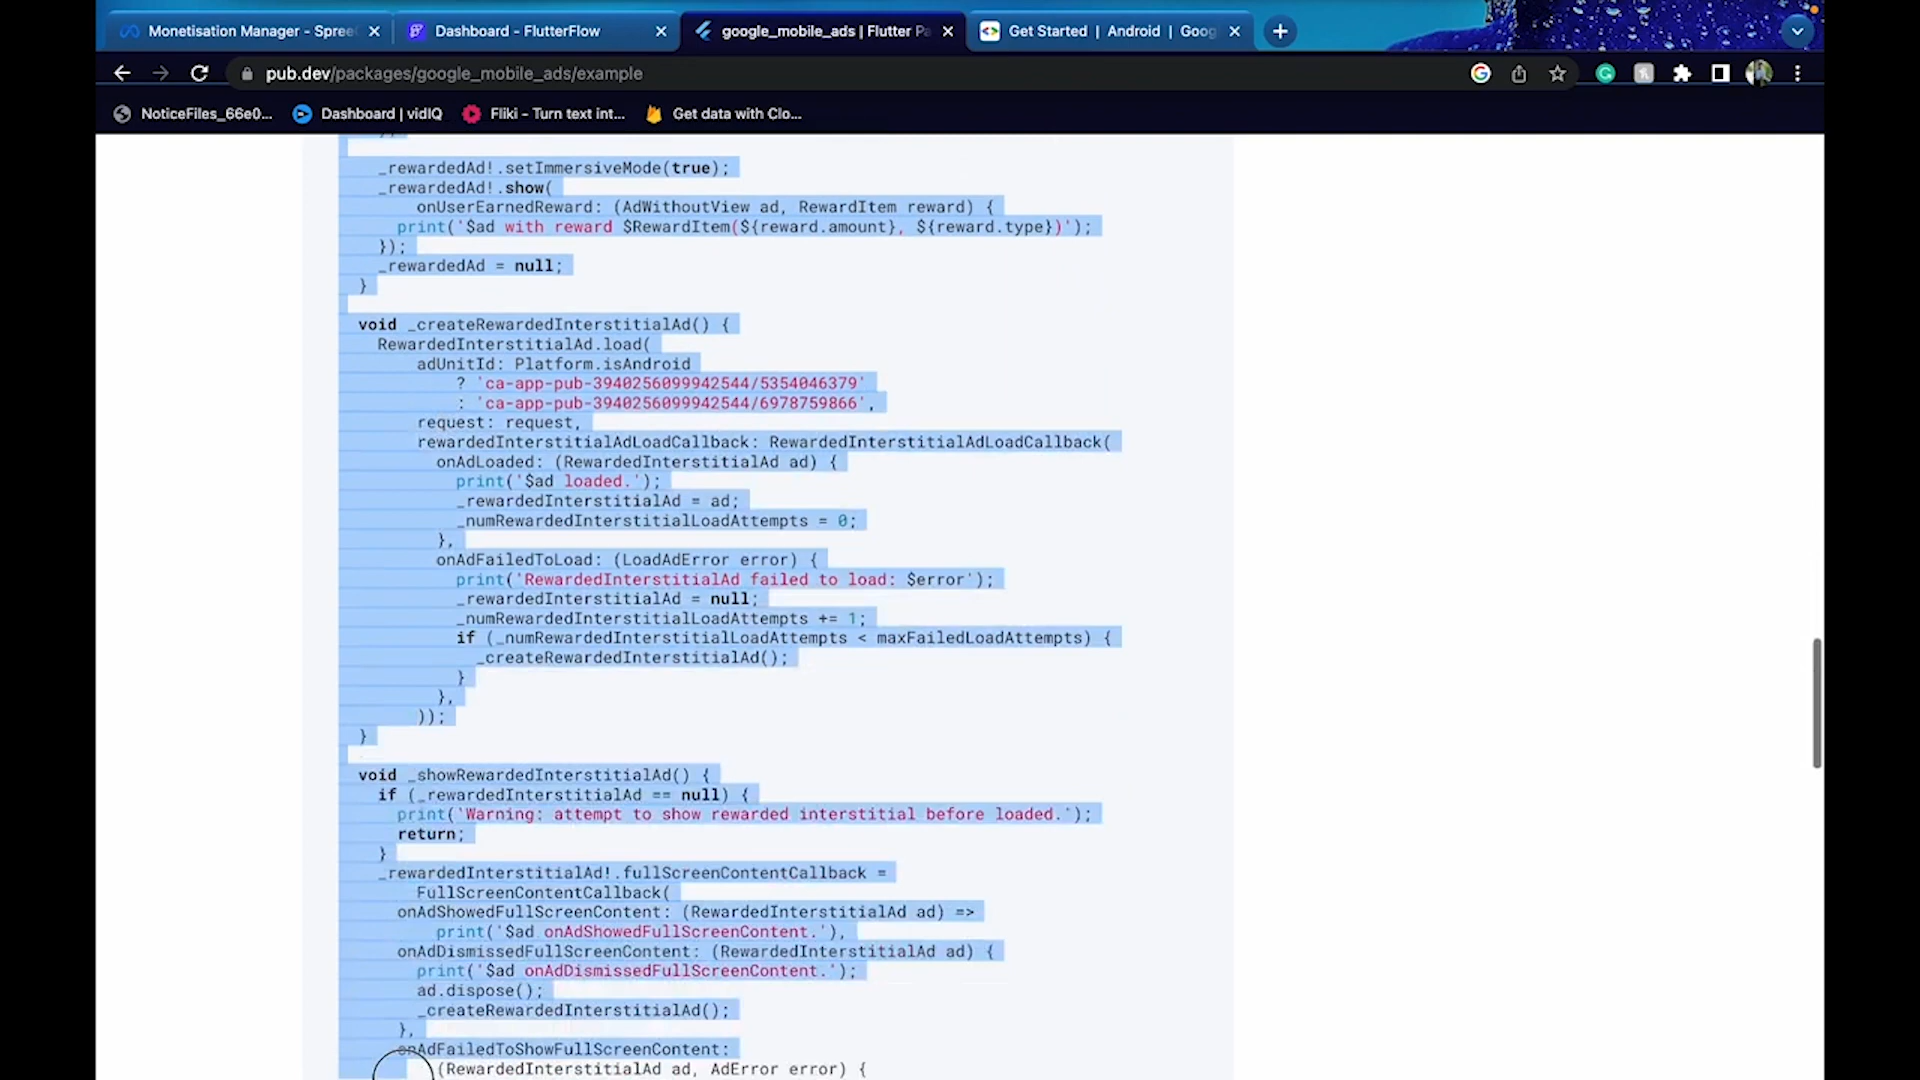 Monetisation Manager - Spree
Dashboard - FlutterFlow
google_mobile_ads | Flutter Pa
Get Started | Android | Goog
pub.dev/packages/google_mobile_ads/example
NoticeFiles_66e0...
Dashboard | vidIQ
Fliki - Turn text int...
Get data with Clo...
_rewardedAd!.setImmersiveMode(true);
_rewardedAd!.show(
onUserEarnedReward: (AdWithoutView ad, RewardItem reward) {
print('$ad with reward $RewardItem(${reward.amount}, ${reward.type})');
});
_rewardedAd = null;
}
void _createRewardedInterstitialAd() {
RewardedInterstitialAd.load(
adUnitId: Platform.isAndroid
? 'ca-app-pub-3940256099942544/5354046379'
: 'ca-app-pub-3940256099942544/6978759866',
request: request,
rewardedInterstitialAdLoadCallback: RewardedInterstitialAdLoadCallback(
onAdLoaded: (RewardedInterstitialAd ad) {
print('$ad loaded.');
_rewardedInterstitialAd = ad;
_numRewardedInterstitialLoadAttempts = 0;
},
onAdFailedToLoad: (LoadAdError error) {
print('RewardedInterstitialAd failed to load: $error');
_rewardedInterstitialAd = null;
_numRewardedInterstitialLoadAttempts += 1;
if (_numRewardedInterstitialLoadAttempts < maxFailedLoadAttempts) {
_createRewardedInterstitialAd();
}
},
));
}
void _showRewardedInterstitialAd() {
if (_rewardedInterstitialAd == null) {
print('Warning: attempt to show rewarded interstitial before loaded.');
return;
}
_rewardedInterstitialAd!.fullScreenContentCallback =
FullScreenContentCallback(
onAdShowedFullScreenContent: (RewardedInterstitialAd ad) =>
print('$ad onAdShowedFullScreenContent.'),
onAdDismissedFullScreenContent: (RewardedInterstitialAd ad) {
print('$ad onAdDismissedFullScreenContent.');
ad.dispose();
_createRewardedInterstitialAd();
},
onAdFailedToShowFullScreenContent:
(RewardedInterstitialAd ad, AdError error) {